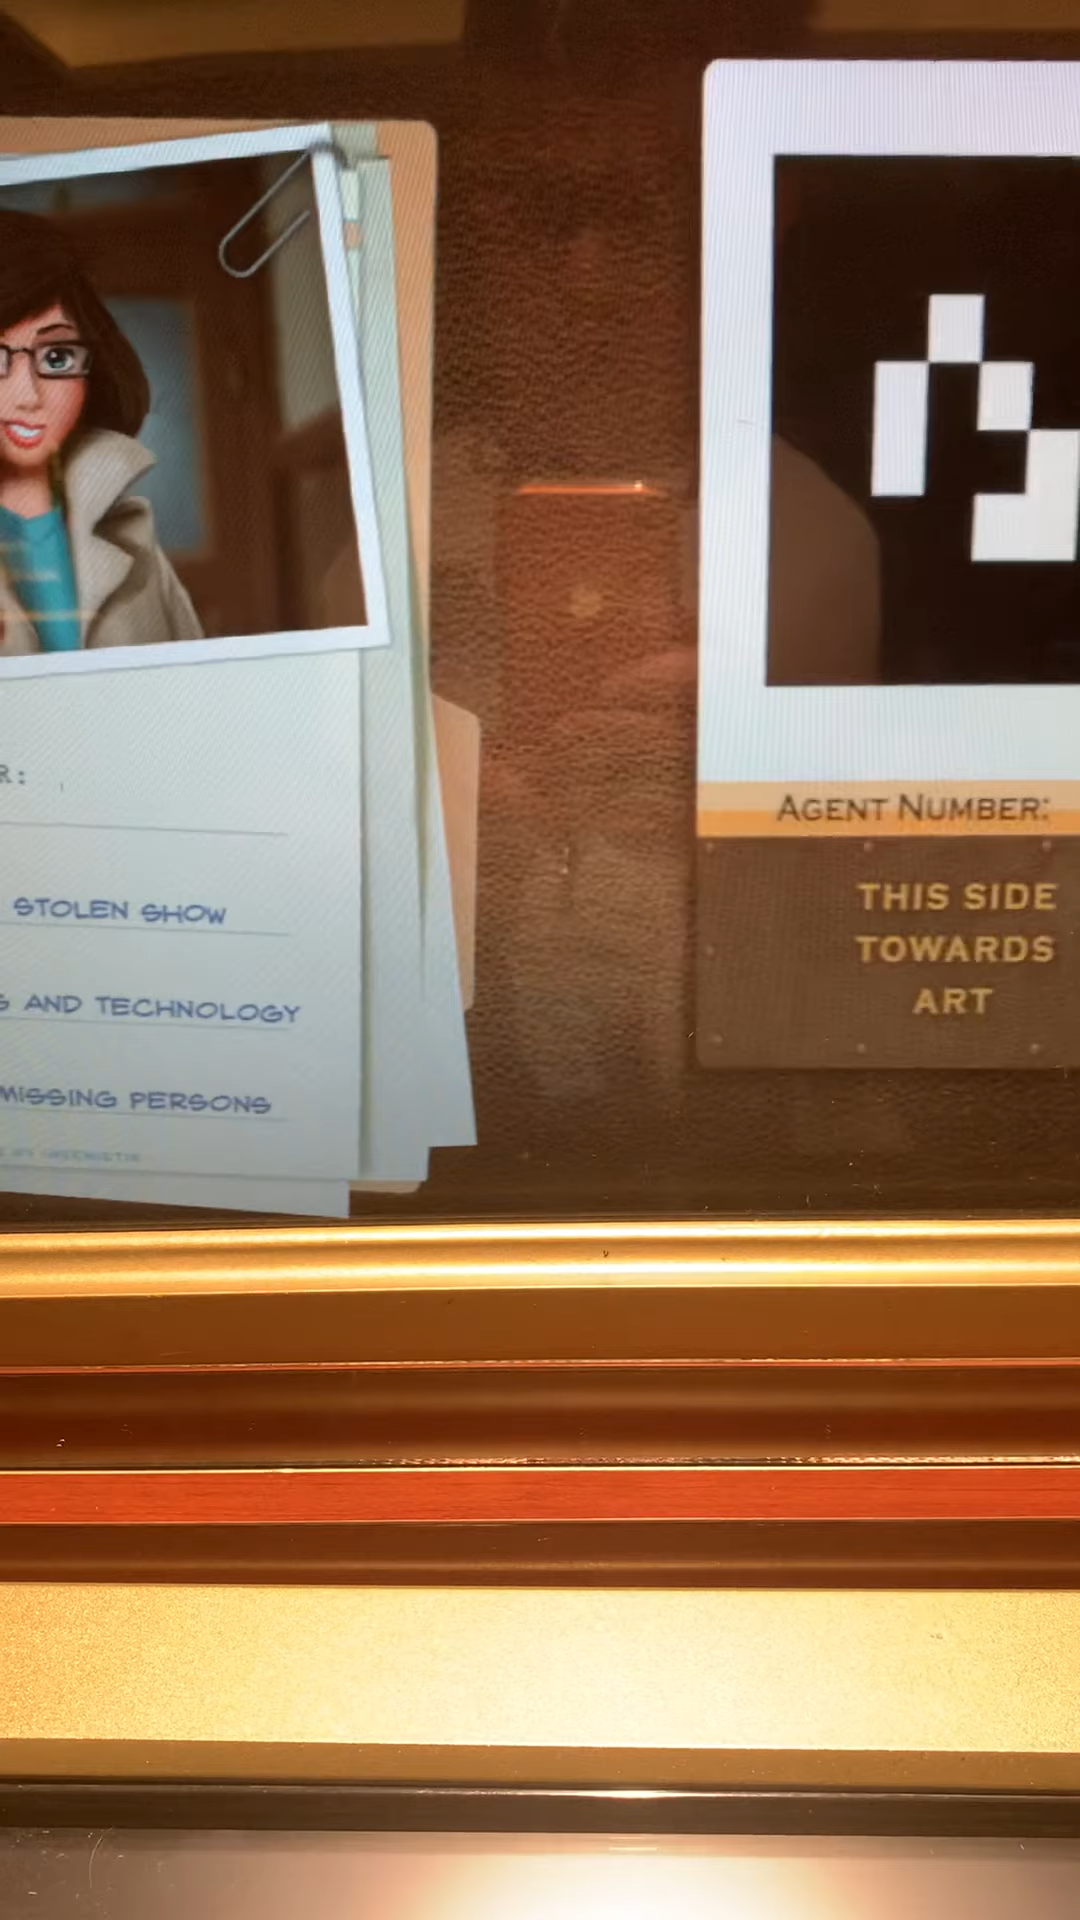 R:
STOLEN SHOW
AND TECHNOLOGY
MISSING PERSONS
AGENT NUMBER:
THIS SIDE
TOWARDS
ART